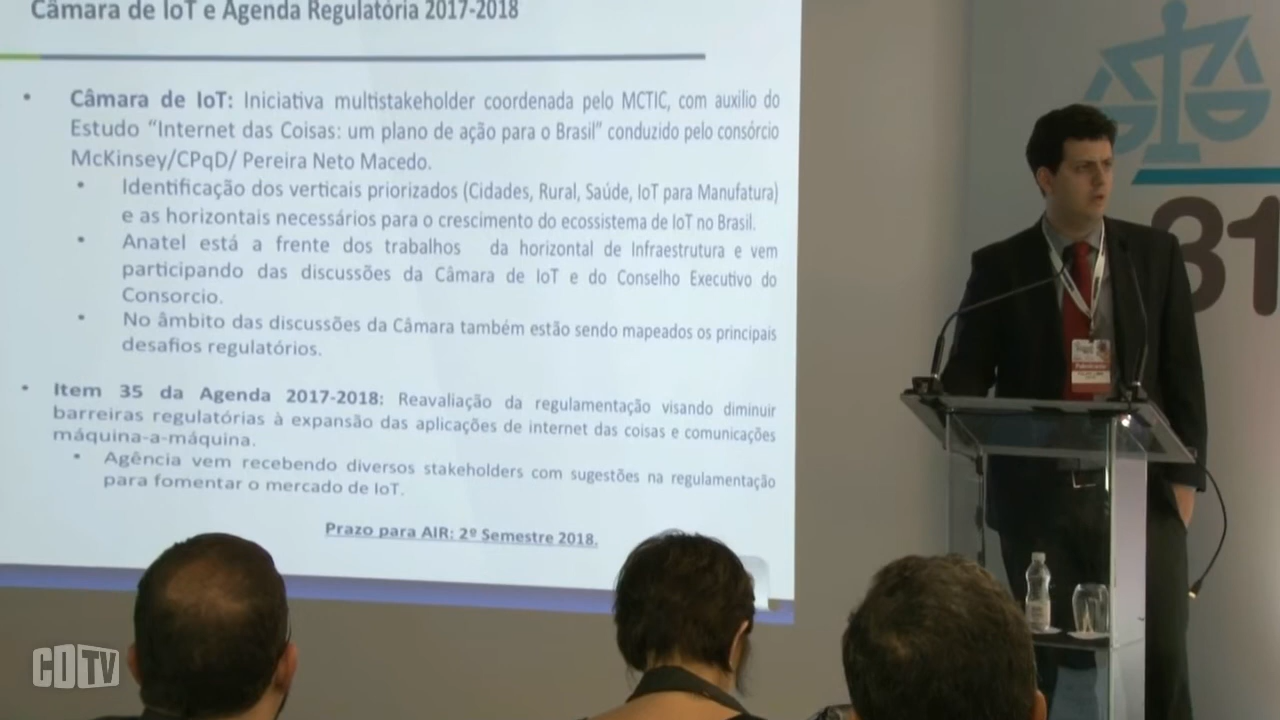 Câmara de IoT e Agenda Regulatória 2017-2018
• Câmara de IoT: Iniciativa multistakeholder coordenada pelo MCTIC, com auxilio do
Estudo “Internet das Coisas: um plano de ação para o Brasil” conduzido pelo consórcio
McKinsey/CPqD/ Pereira Neto Macedo.
• Identificação dos verticais priorizados (Cidades, Rural, Saúde, IoT para Manufatura)
e as horizontais necessários para o crescimento do ecossistema de IoT no Brasil.
• Anatel está a frente dos trabalhos da horizontal de Infraestrutura e vem
participando das discussões da Câmara de IoT e do Conselho Executivo do
Consorcio.
• No âmbito das discussões da Câmara também estão sendo mapeados os principais
desafios regulatórios.
• Item 35 da Agenda 2017-2018: Reavaliação da regulamentação visando diminuir
barreiras regulatórias à expansão das aplicações de internet das coisas e comunicações
máquina-a-máquina.
• Agência vem recebendo diversos stakeholders com sugestões na regulamentação
para fomentar o mercado de IoT.
Prazo para AIR: 2º Semestre 2018.
31
CDTV